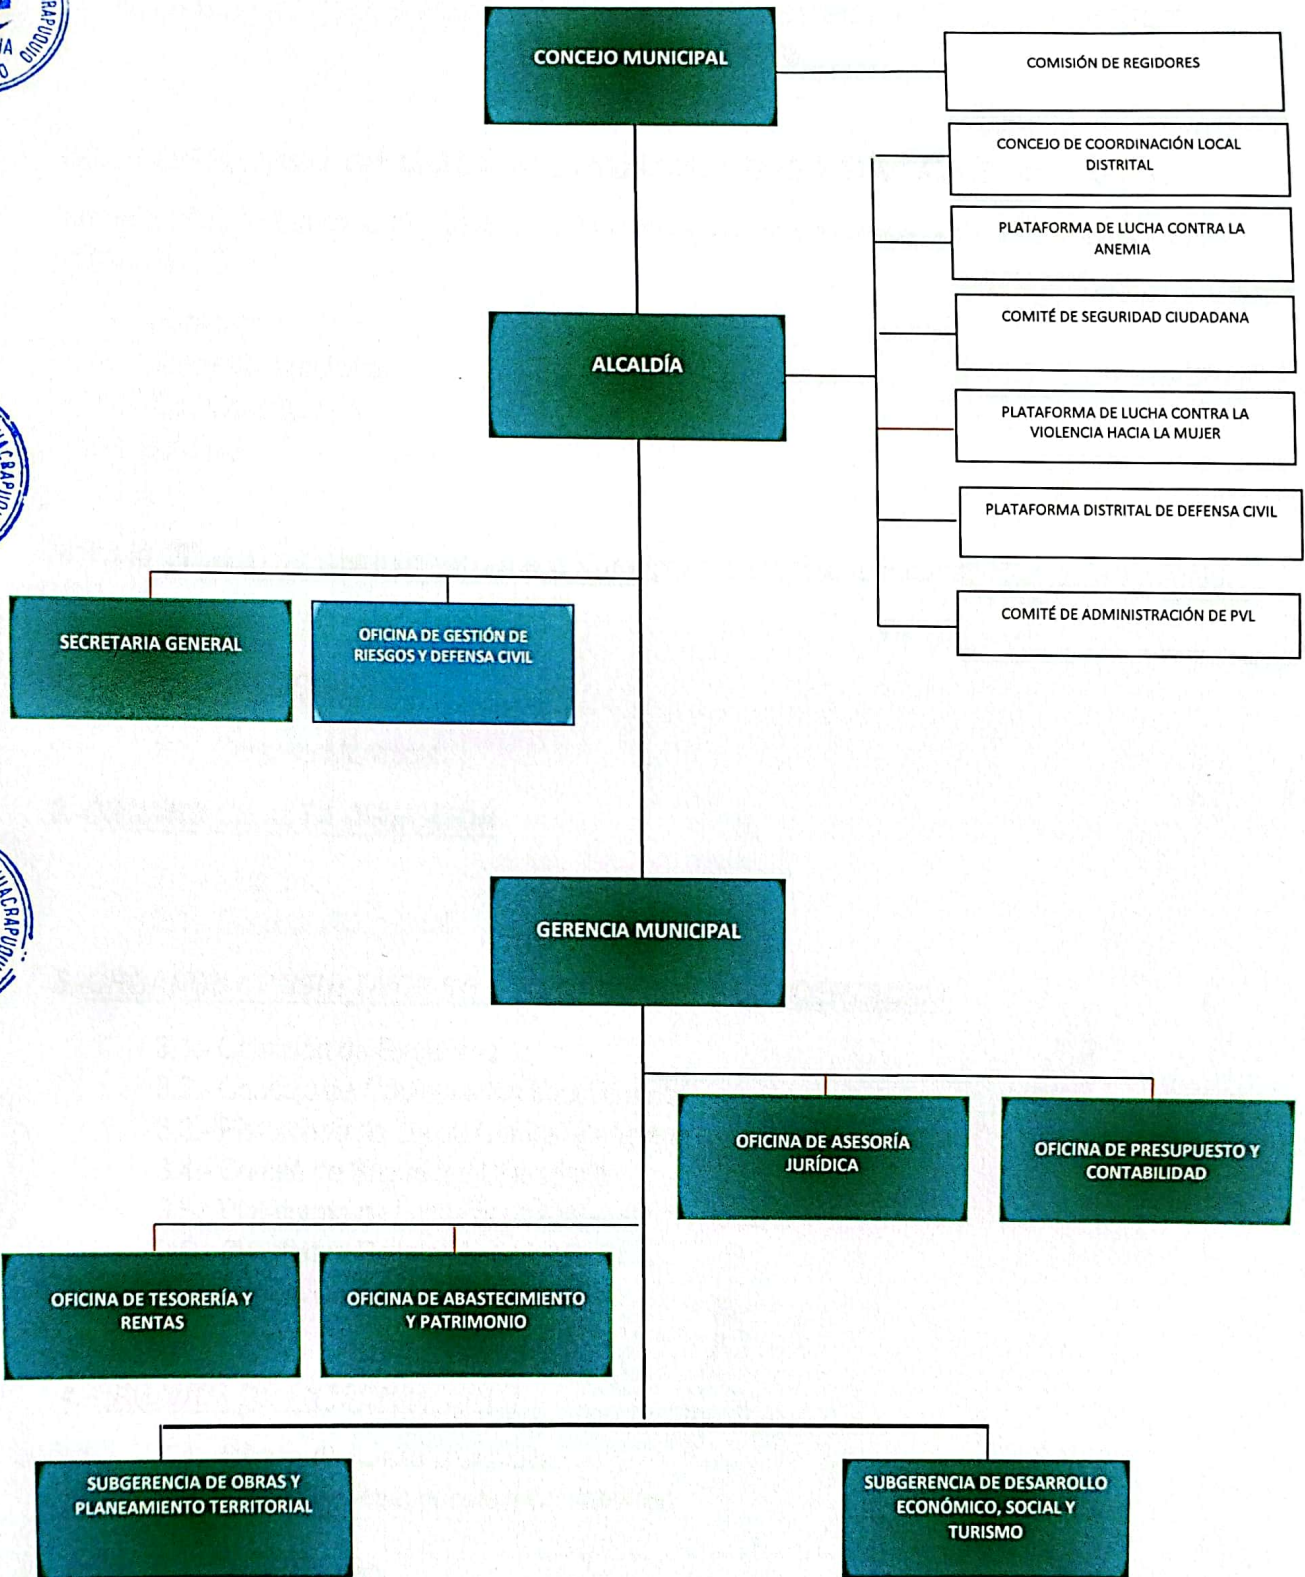 CONCEJO MUNICIPAL
COMISIÓN DE REGIDORES
CONCEJO DE COORDINACIÓN LOCAL
DISTRITAL
PLATAFORMA DE LUCHA CONTRA LA
ANEMIA
COMITÉ DE SEGURIDAD CIUDADANA
ALCALDÍA
PLATAFORMA DE LUCHA CONTRA LA
VIOLENCIA HACIA LA MUJER
PLATAFORMA DISTRITAL DE DEFENSA CIVIL
COMITÉ DE ADMINISTRACIÓN DE PVL
SECRETARIA GENERAL
OFICINA DE GESTIÓN DE
RIESGOS Y DEFENSA CIVIL
GERENCIA MUNICIPAL
OFICINA DE ASESORÍA
JURÍDICA
OFICINA DE PRESUPUESTO Y
CONTABILIDAD
OFICINA DE TESORERÍA Y
RENTAS
OFICINA DE ABASTECIMIENTO
Y PATRIMONIO
SUBGERENCIA DE OBRAS Y
PLANEAMIENTO TERRITORIAL
SUBGERENCIA DE DESARROLLO
ECONÓMICO, SOCIAL Y
TURISMO